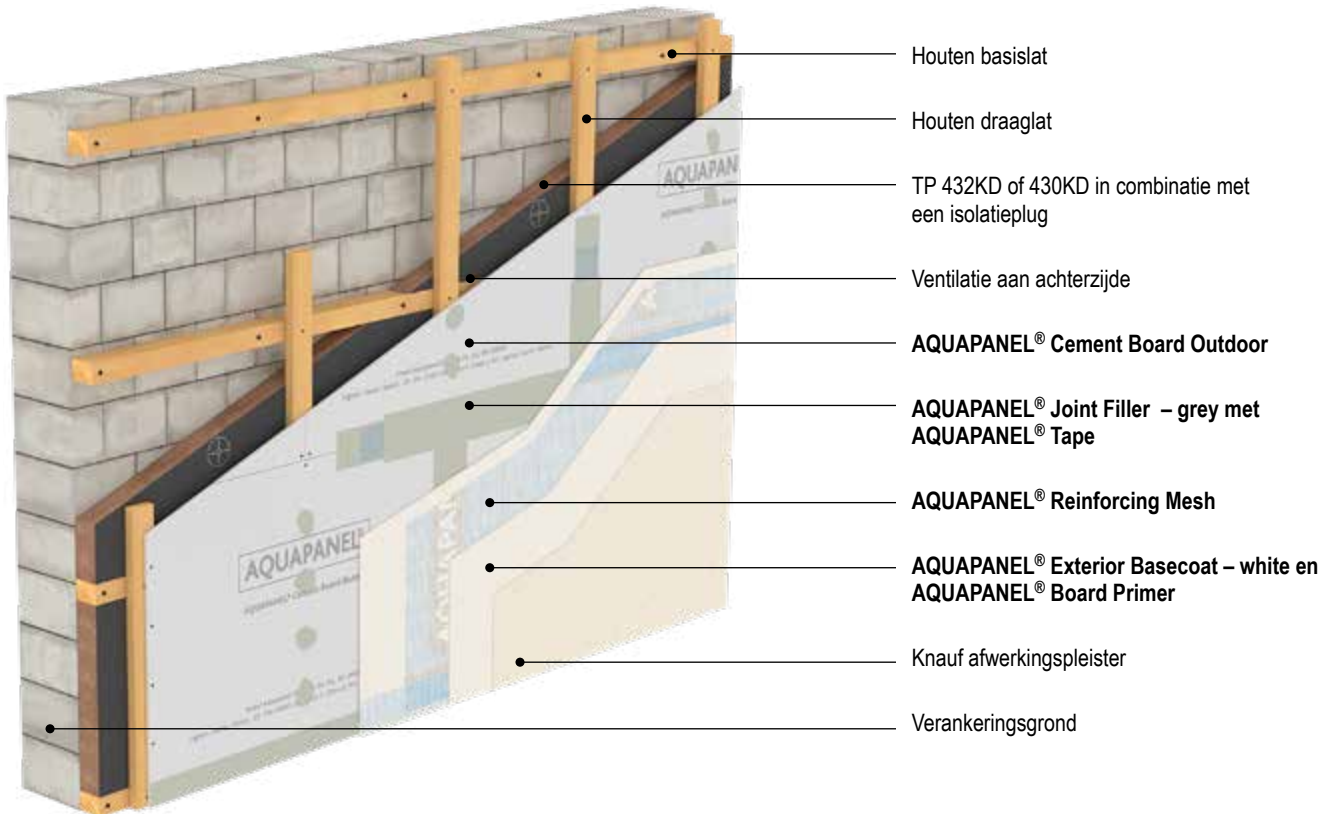 Houten basislat
Houten draaglat
AQUAPAN
TP 432KD of 430KD in combinatie met
een isolatieplug
Ventilatie aan achterzijde
AQUAPANEL® Cement Board Outdoor
AQUAPANEL® Joint Filler – grey met
AQUAPANEL® Tape
AQUAPANEL® Reinforcing Mesh
AQUAPANEL
AQUAPA
AQUAPANEL® Exterior Basecoat – white en
AQUAPANEL® Board Primer
Knauf afwerkingspleister
Verankeringsgrond